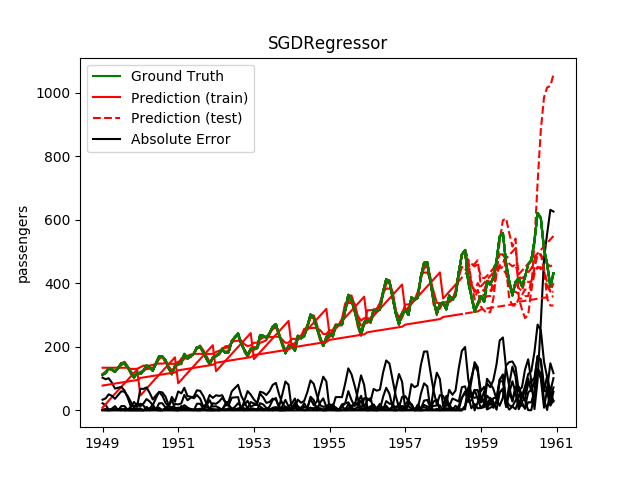 SGDRegressor
Ground Truth
Prediction (train)
Prediction (test)
Absolute Error
passengers
1000
800
600
400
200
0
1949 1951 1953 1955 1957 1959 1961